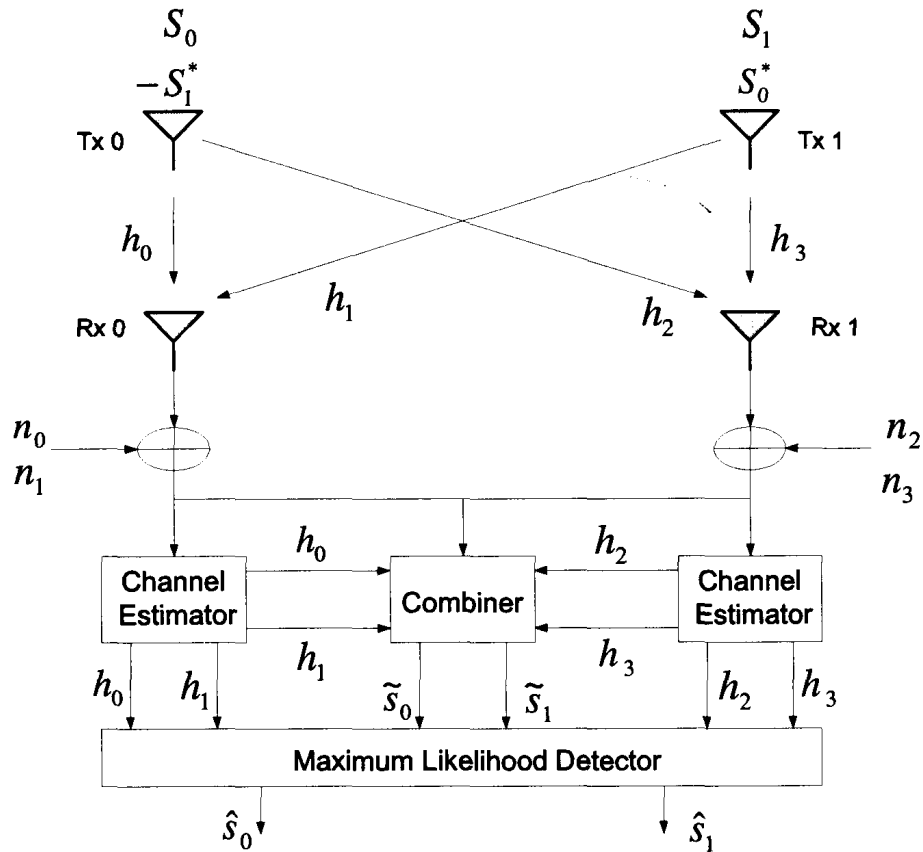 S₀ S₁
−S₁* S₀*
Tx 0 Tx 1
h₀ h₃
h₁ h₂
Rx 0 Rx 1
n₀ n₂
n₁ n₃
h₀ h₂
Channel Estimator Combiner Channel Estimator
h₁ h₃
h₀ h₁ s̃₀ s̃₁ h₂ h₃
Maximum Likelihood Detector
ŝ₀ ŝ₁